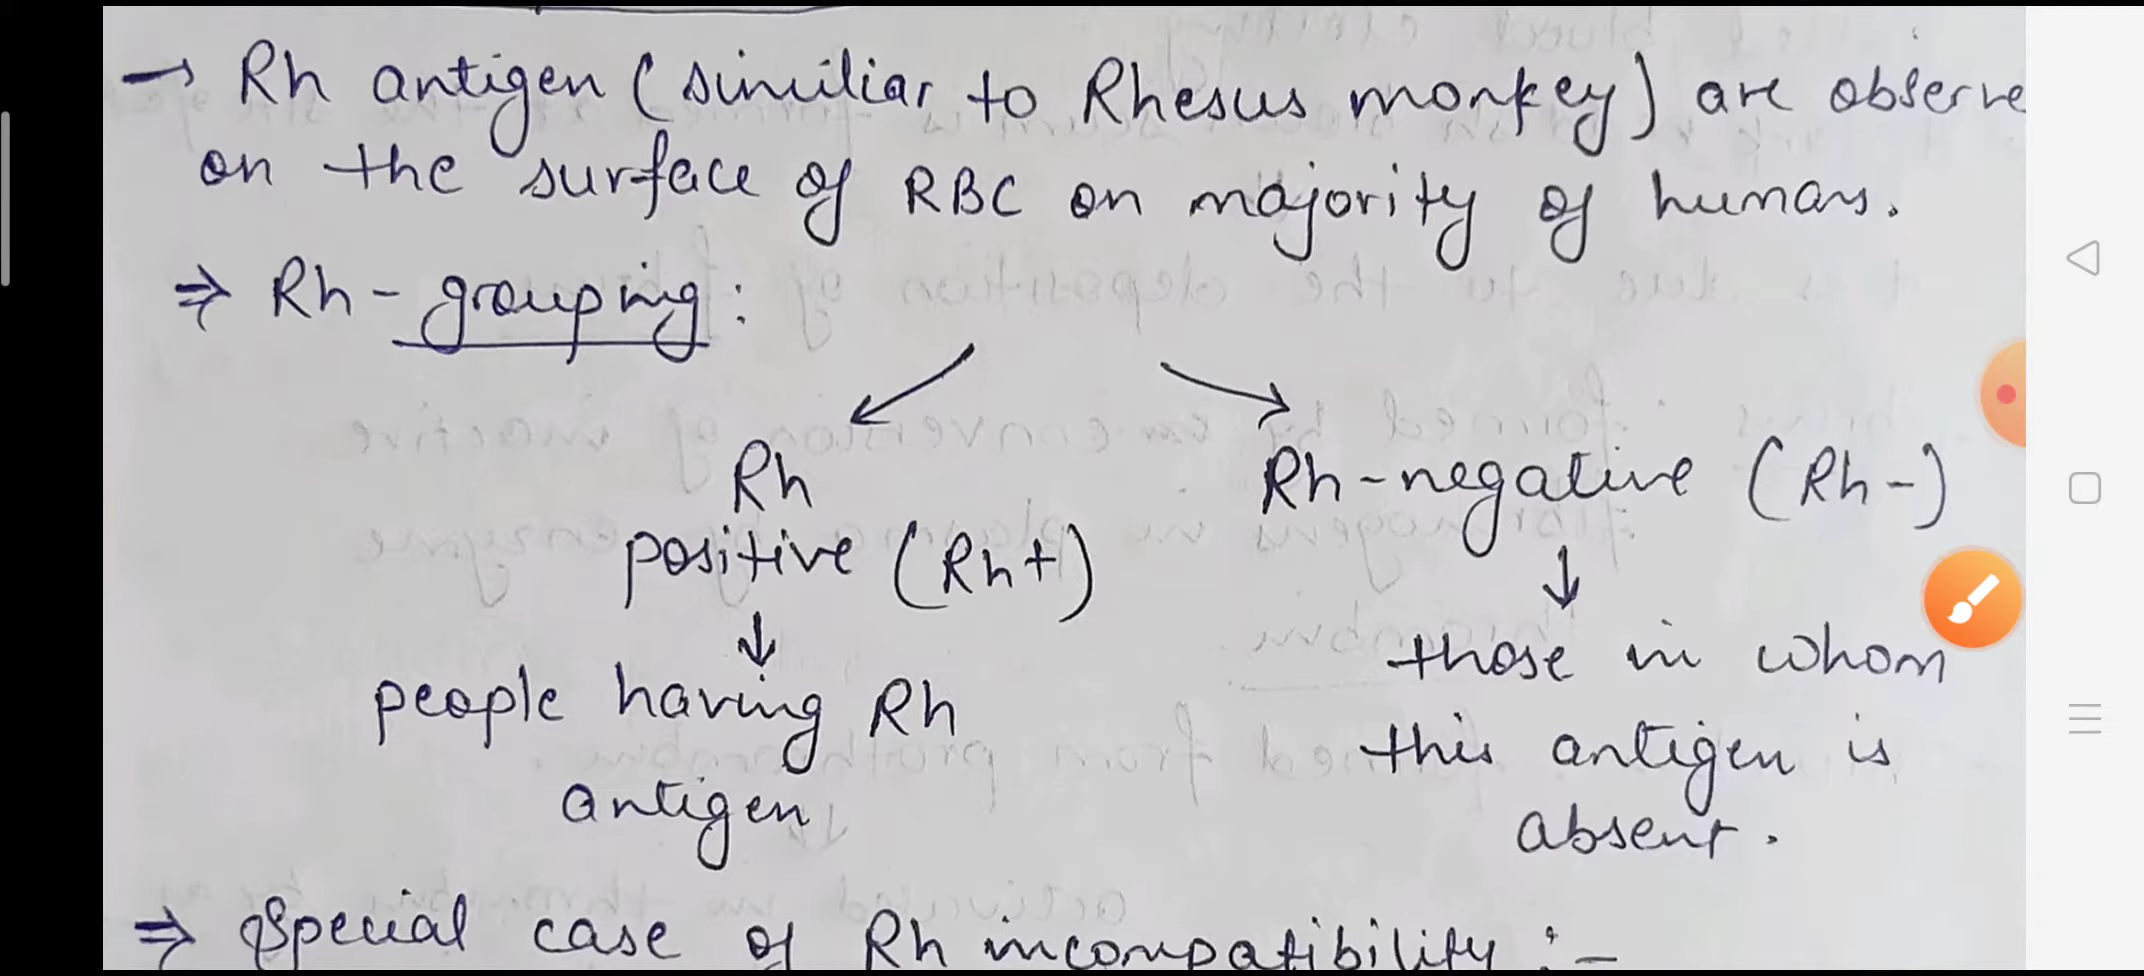 → Rh antigen (similiar to Rhesus monkey) are observe
on the surface of RBC on majority of humans.
⇒ Rh - grouping:
Rh
positive (Rh+)
↓
people having Rh
antigen
Rh-negative (Rh-)
↓
those in whom
this antigen is
absent.
⇒ Special case of Rh incompatibility :-